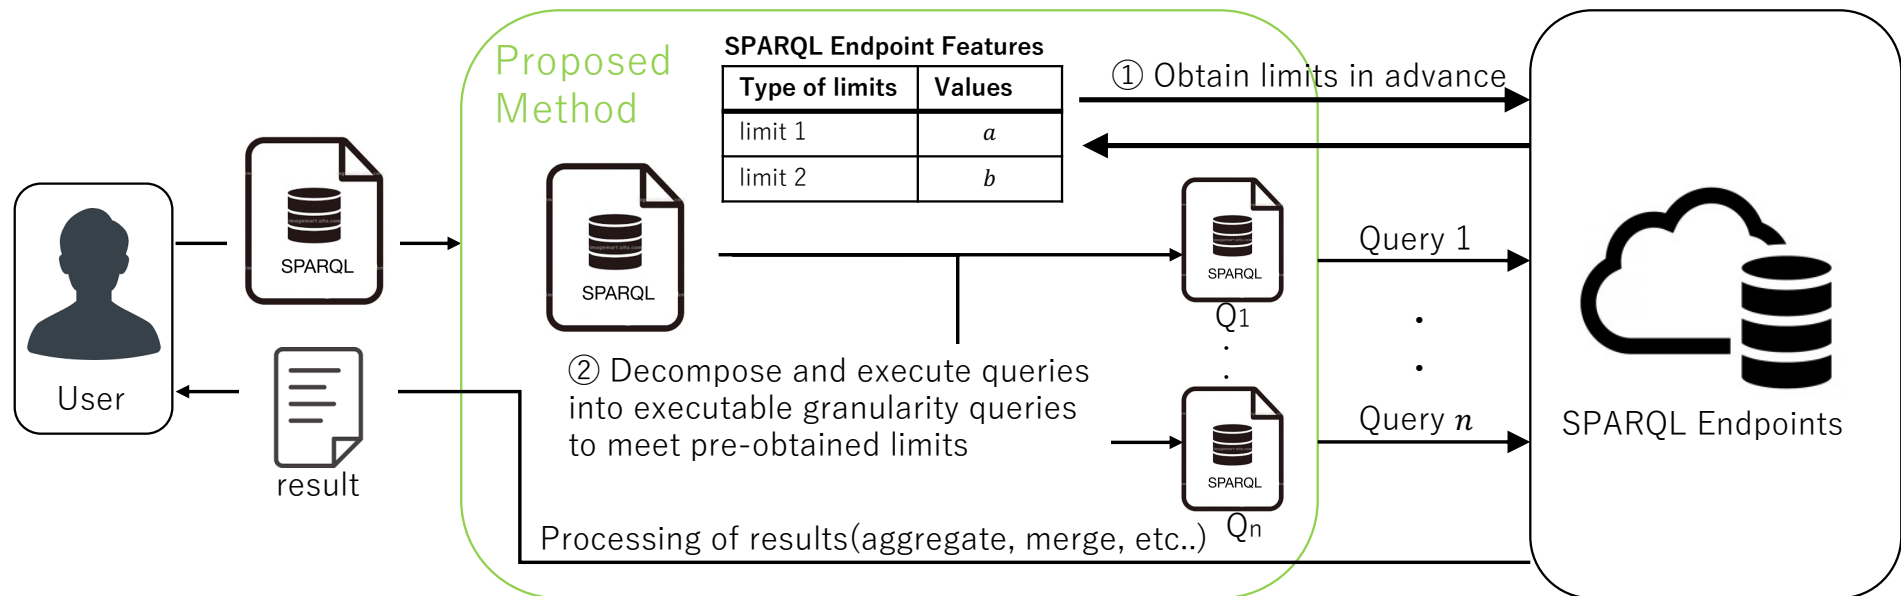 Proposed
Method
SPARQL Endpoint Features
Type of limits Values
limit 1 a
limit 2 b
① Obtain limits in advance
SPARQL
SPARQL
SPARQL
Q1
Query 1
User
② Decompose and execute queries
into executable granularity queries
to meet pre-obtained limits
SPARQL
Qn
Query n
SPARQL Endpoints
result
Processing of results(aggregate, merge, etc..)